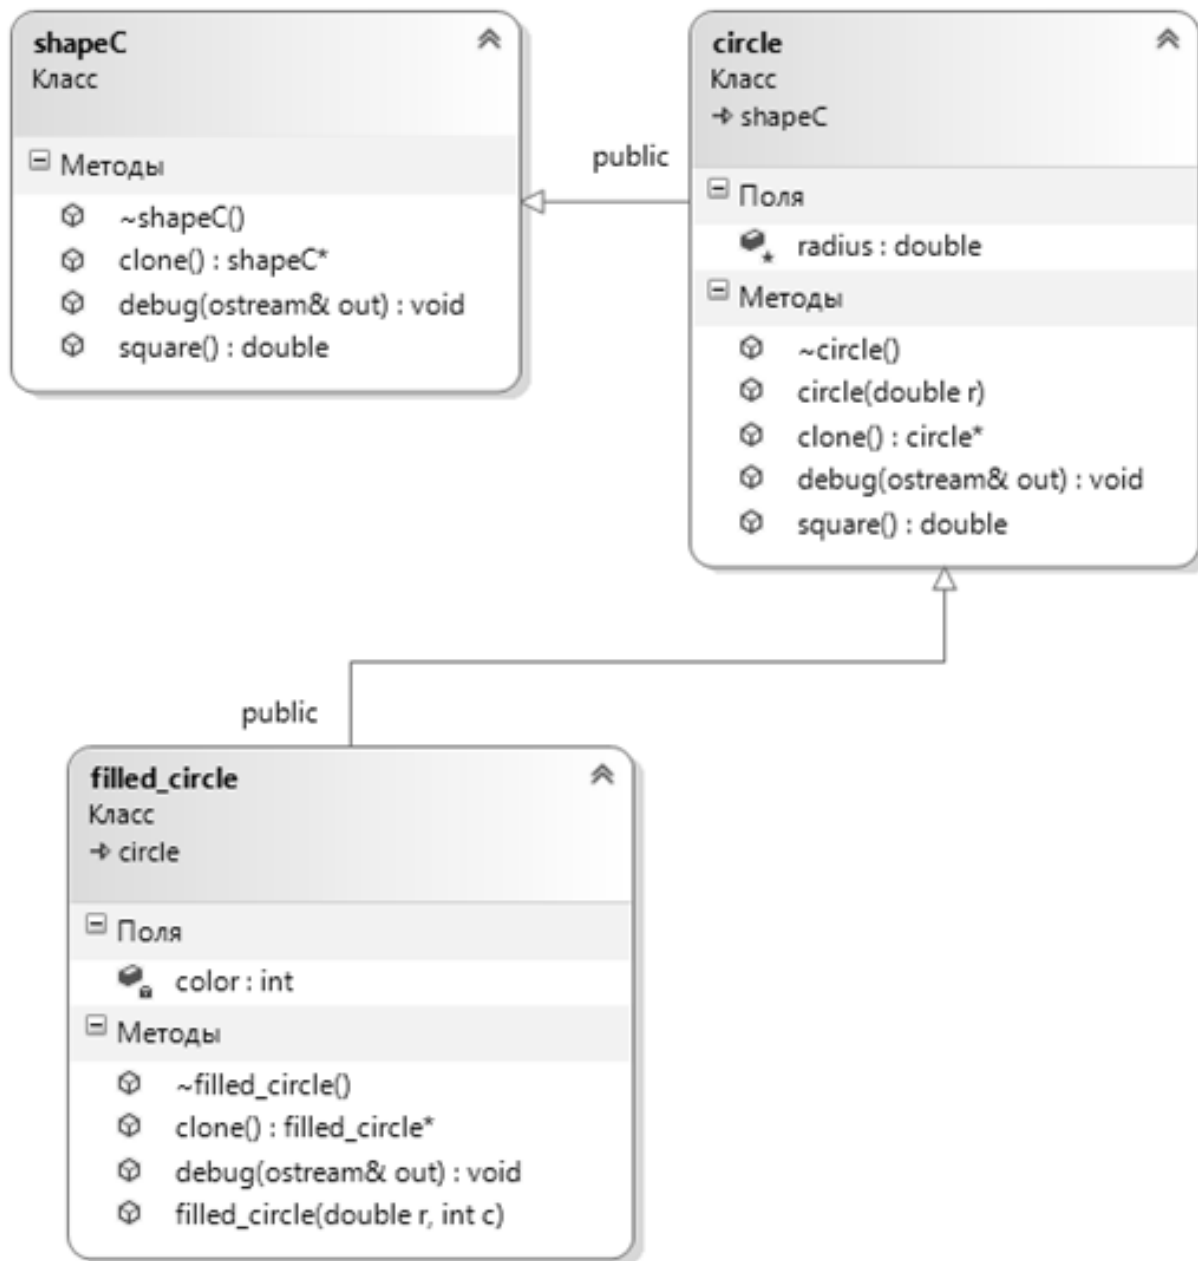 shapeC
Класс
Методы
~shapeC()
clone() : shapeC*
debug(ostream& out) : void
square() : double
public
circle
Класс
shapeC
Поля
radius : double
Методы
~circle()
circle(double r)
clone() : circle*
debug(ostream& out) : void
square() : double
public
filled_circle
Класс
circle
Поля
color : int
Методы
~filled_circle()
clone() : filled_circle*
debug(ostream& out) : void
filled_circle(double r, int c)